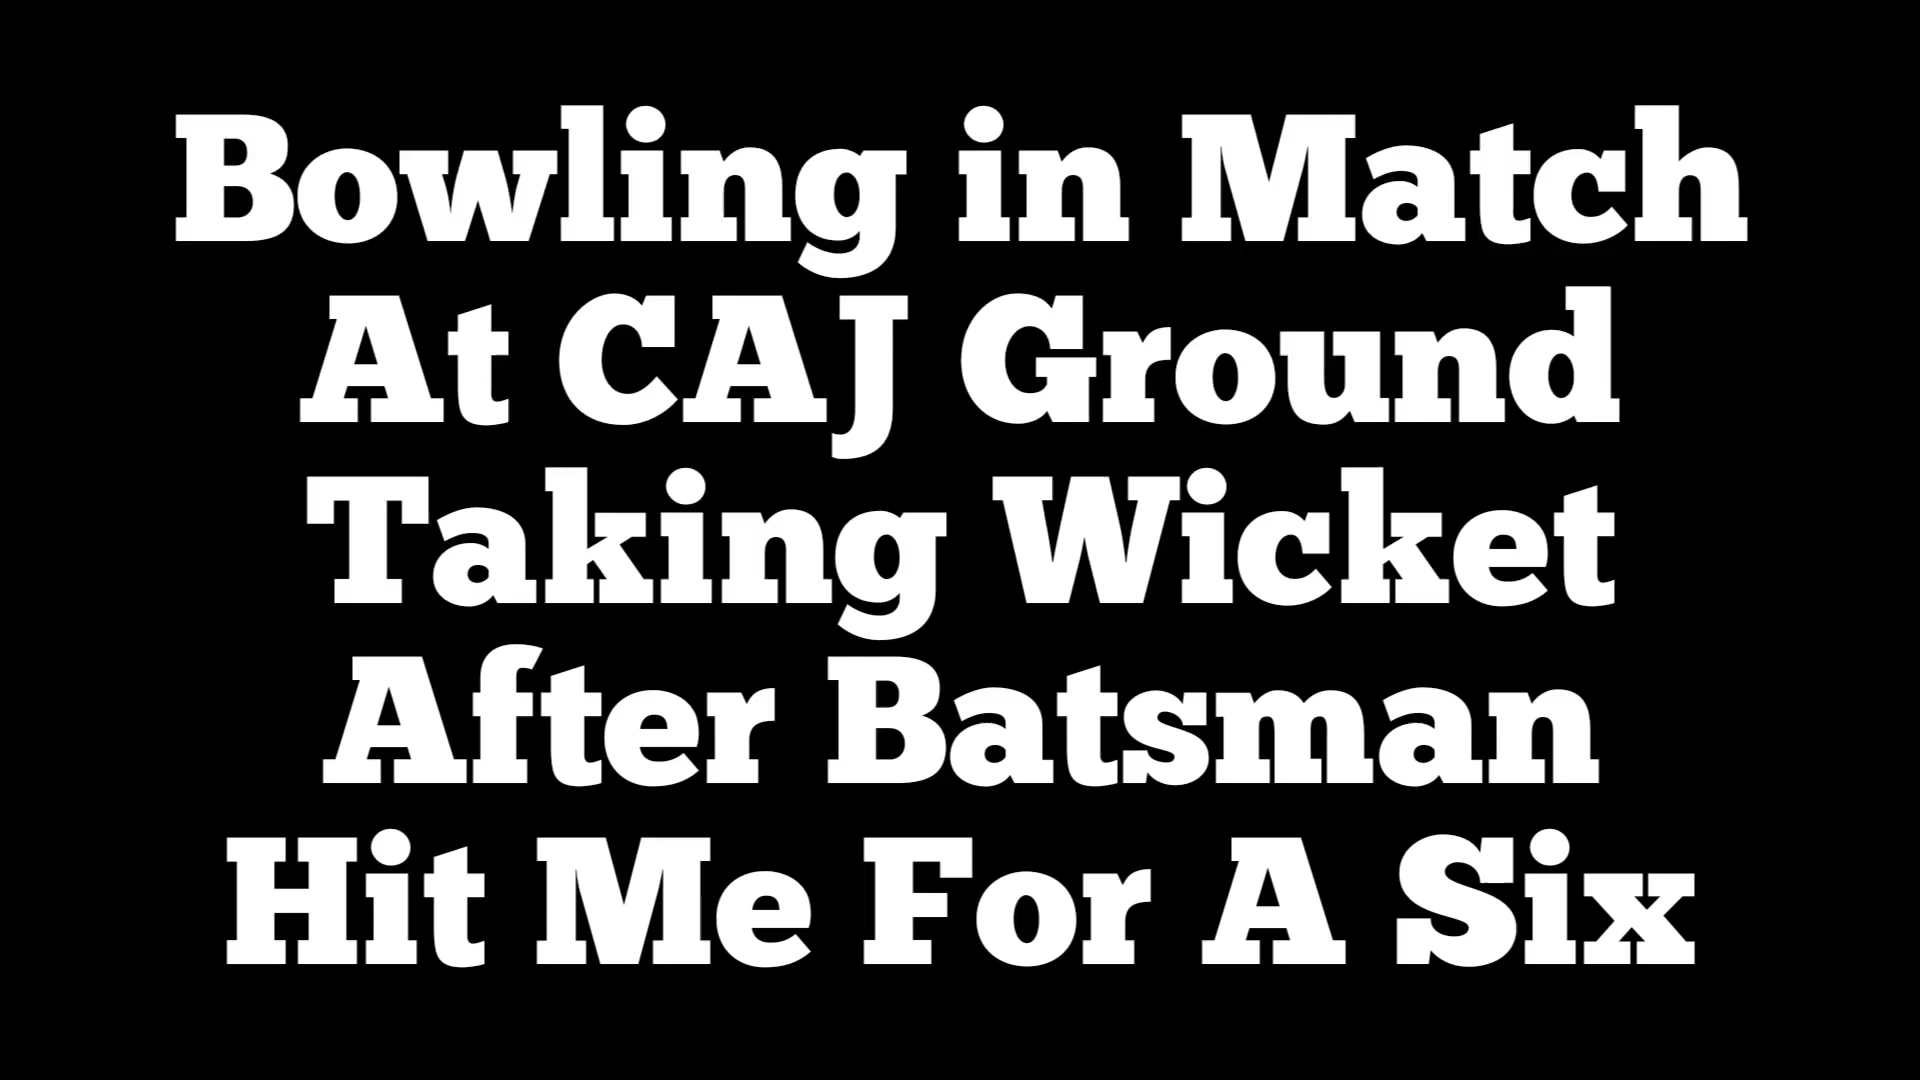 Bowling in Match
At CAJ Ground
Taking Wicket
After Batsman
Hit Me For A Six